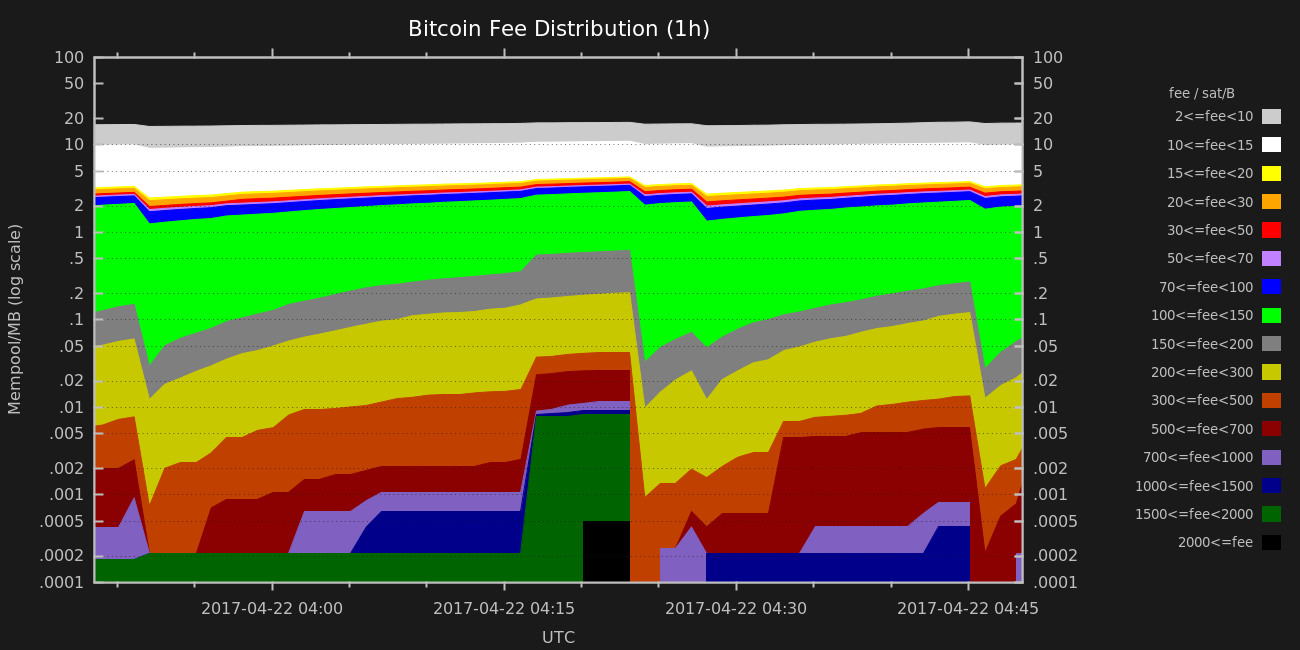 Bitcoin Fee Distribution (1h)
Mempool/MB (log scale)
100
50
20
10
5
2
1
.5
.2
.1
.05
.02
.01
.005
.002
.001
.0005
.0002
.0001
100
50
20
10
5
2
1
.5
.2
.1
.05
.02
.01
.005
.002
.001
.0005
.0002
.0001
2017-04-22 04:00 2017-04-22 04:15 2017-04-22 04:30 2017-04-22 04:45
UTC
fee / sat/B
2<=fee<10
10<=fee<15
15<=fee<20
20<=fee<30
30<=fee<50
50<=fee<70
70<=fee<100
100<=fee<150
150<=fee<200
200<=fee<300
300<=fee<500
500<=fee<700
700<=fee<1000
1000<=fee<1500
1500<=fee<2000
2000<=fee